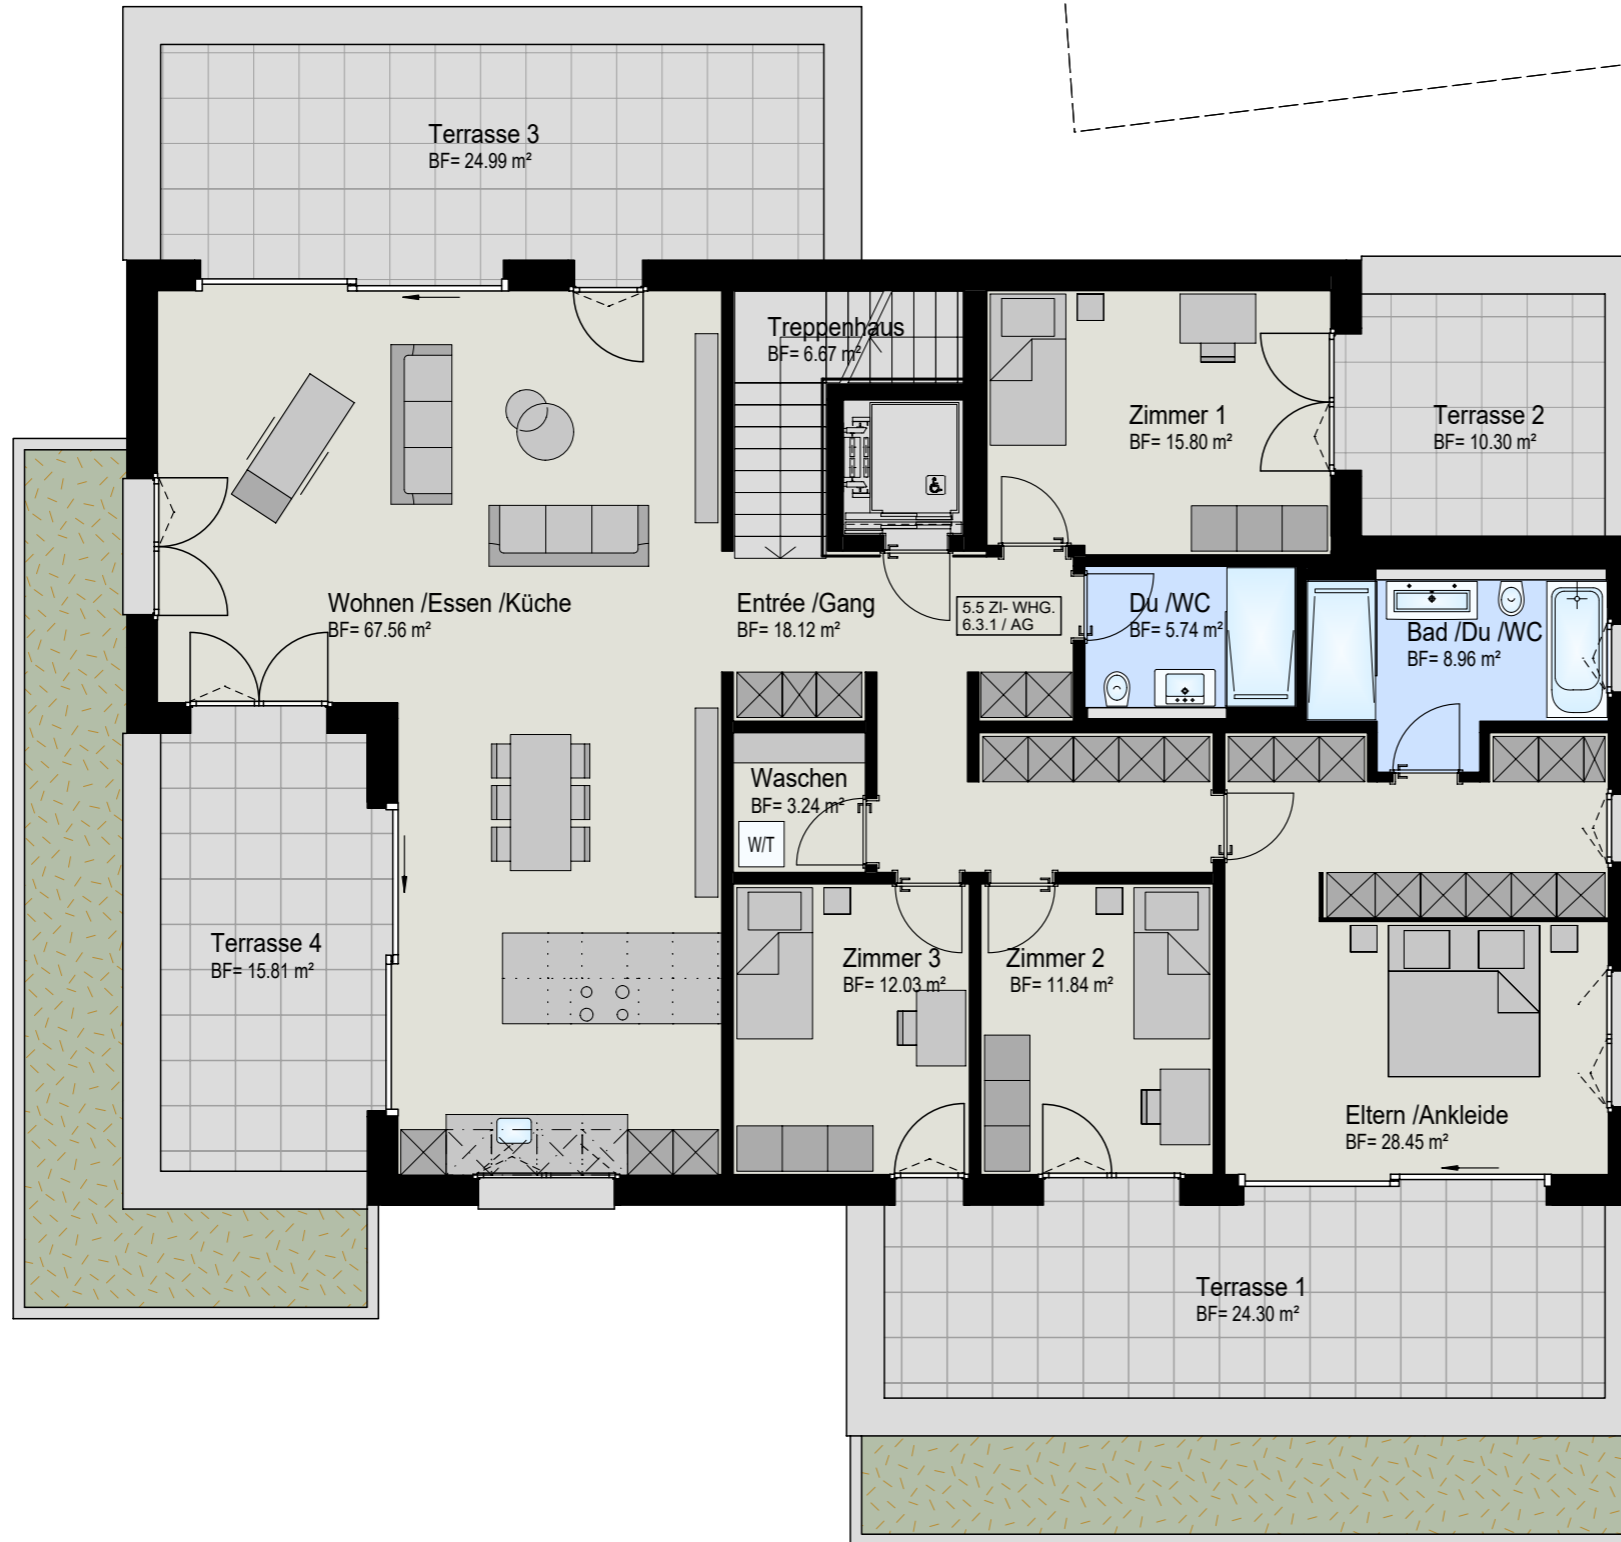 Terrasse 3
BF= 24.99 m²
Treppenhaus
BF= 6.67 m²
Zimmer 1
BF= 15.80 m²
Terrasse 2
BF= 10.30 m²
Wohnen /Essen /Küche
BF= 67.56 m²
Entrée /Gang
BF= 18.12 m²
5.5 ZI- WHG.
6.3.1 / AG
Du /WC
BF= 5.74 m²
Bad /Du /WC
BF= 8.96 m²
Waschen
BF= 3.24 m²
W/T
Terrasse 4
BF= 15.81 m²
Zimmer 3
BF= 12.03 m²
Zimmer 2
BF= 11.84 m²
Eltern /Ankleide
BF= 28.45 m²
Terrasse 1
BF= 24.30 m²